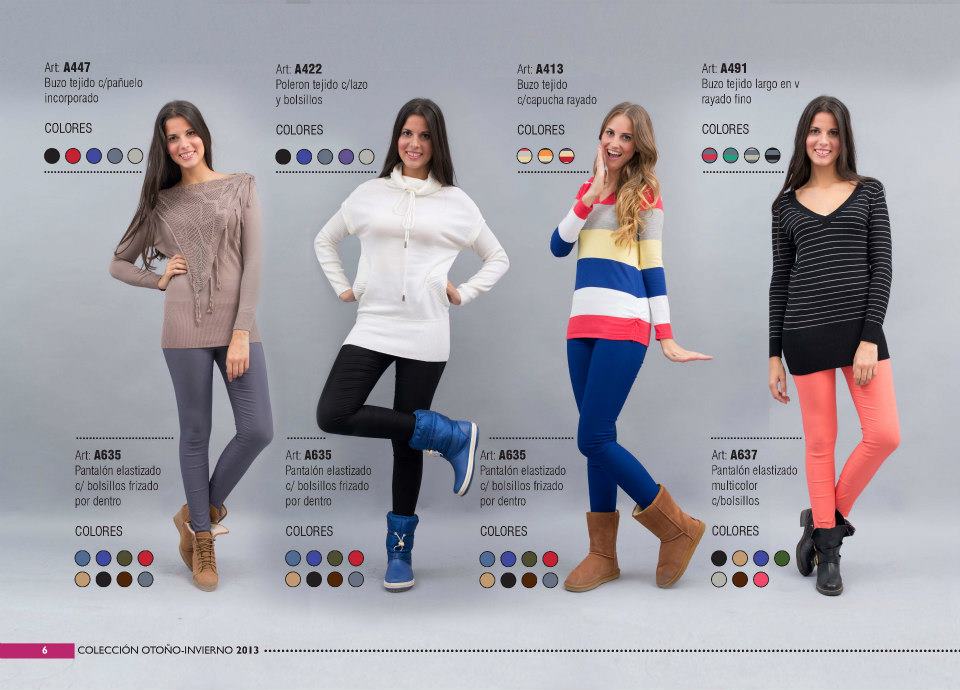 Art: A447
Buzo tejido c/pañuelo
incorporado
COLORES
Art: A422
Poleron tejido c/lazo
y bolsillos
COLORES
Art: A413
Buzo tejido
c/capucha rayado
COLORES
Art: A491
Buzo tejido largo en v
rayado fino
COLORES
Art: A635
Pantalón elastizado
c/ bolsillos frizado
por dentro
COLORES
Art: A635
Pantalón elastizado
c/ bolsillos frizado
por dentro
COLORES
Art: A635
Pantalón elastizado
c/ bolsillos frizado
por dentro
COLORES
Art: A637
Pantalón elastizado
multicolor
c/bolsillos
COLORES
6 COLECCIÓN OTOÑO-INVIERNO 2013